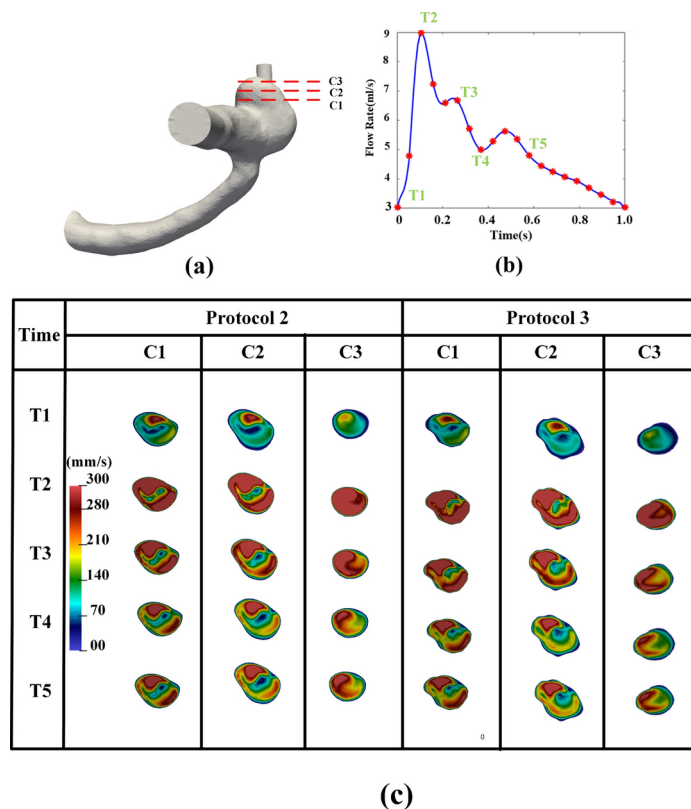 C3
C2
C1
(a)
T2
9
8
7
6
5
4
3
Flow Rate(ml/s)
T1
T3
T4
T5
0
0.2
0.4
0.6
0.8
1.0
Time(s)
(b)
Time
Protocol 2
Protocol 3
C1
C2
C3
C1
C2
C3
T1
(mm/s)
T2
300
280
210
T3
140
70
T4
00
T5
0
(c)